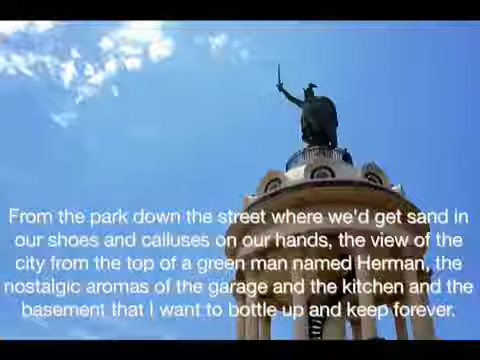 From the park down the street where we'd get sand in
our shoes and calluses on our hands, the view of the
city from the top of a green man named Herman, the
nostalgic aromas of the garage and the kitchen and the
basement that I want to bottle up and keep forever.